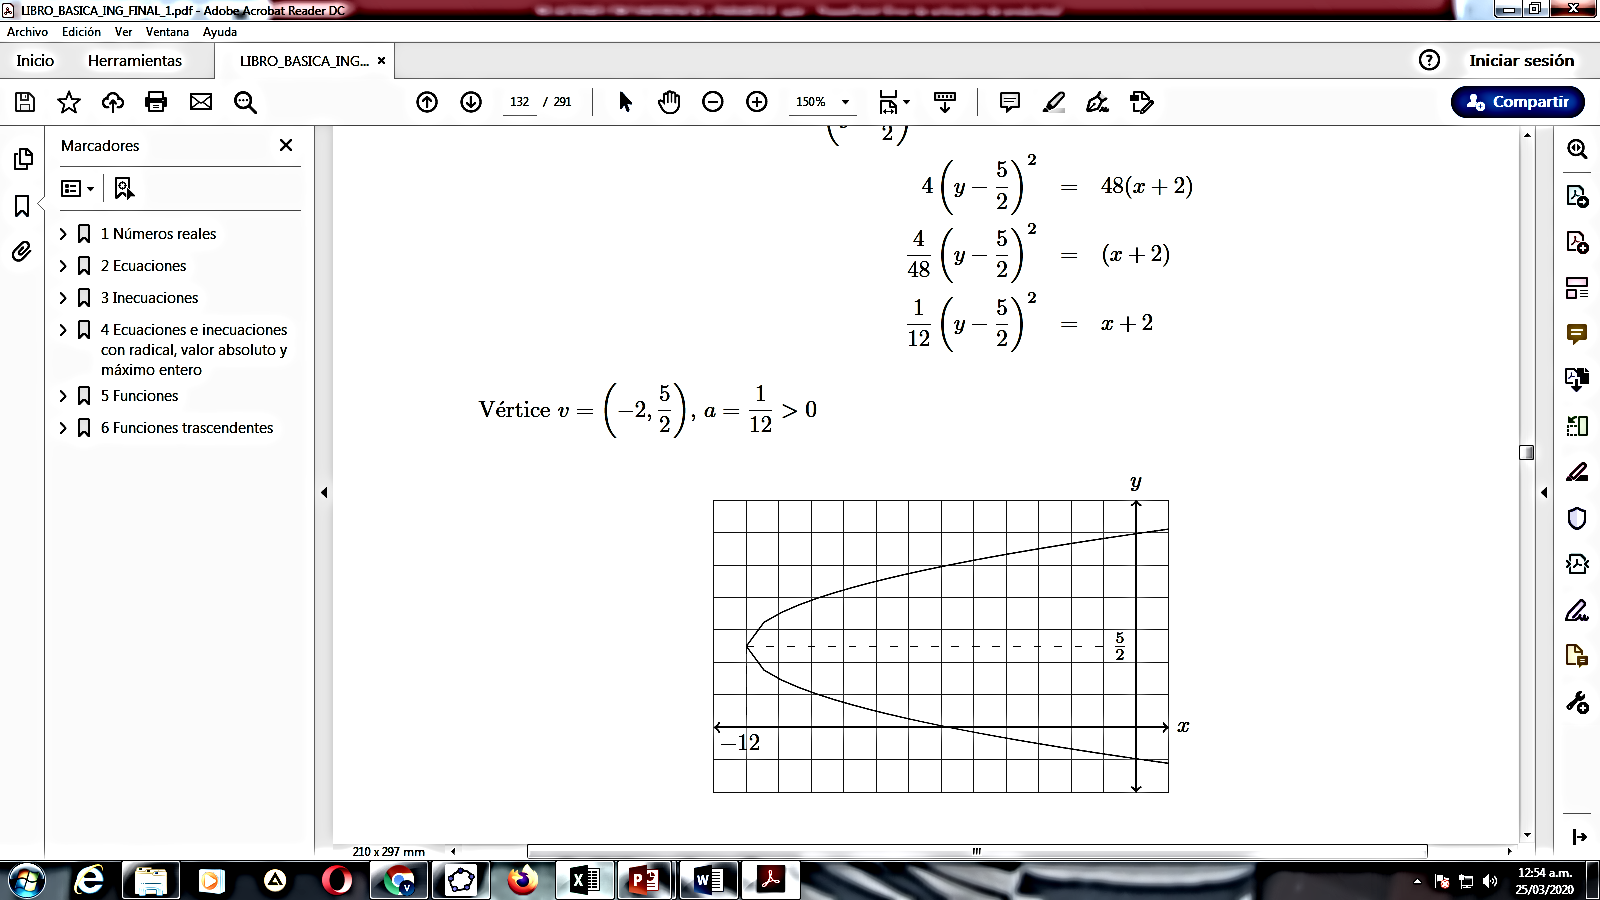 LIBRO_BASICA_ING_FINAL_1.pdf - Adobe Acrobat Reader DC
Archivo Edición Ver Ventana Ayuda
Inicio Herramientas LIBRO_BASICA_ING... × Iniciar sesión
132 / 291 150% Compartir
Marcadores
1 Números reales
2 Ecuaciones
3 Inecuaciones
4 Ecuaciones e inecuaciones
con radical, valor absoluto y
máximo entero
5 Funciones
6 Funciones trascendentes
4(y − 5/2)² = 48(x + 2)
4/48 (y − 5/2)² = (x + 2)
1/12 (y − 5/2)² = x + 2
Vértice v = (−2, 5/2), a = 1/12 > 0
y
5/2
x
−12
210 x 297 mm
12:54 a.m.
25/03/2020